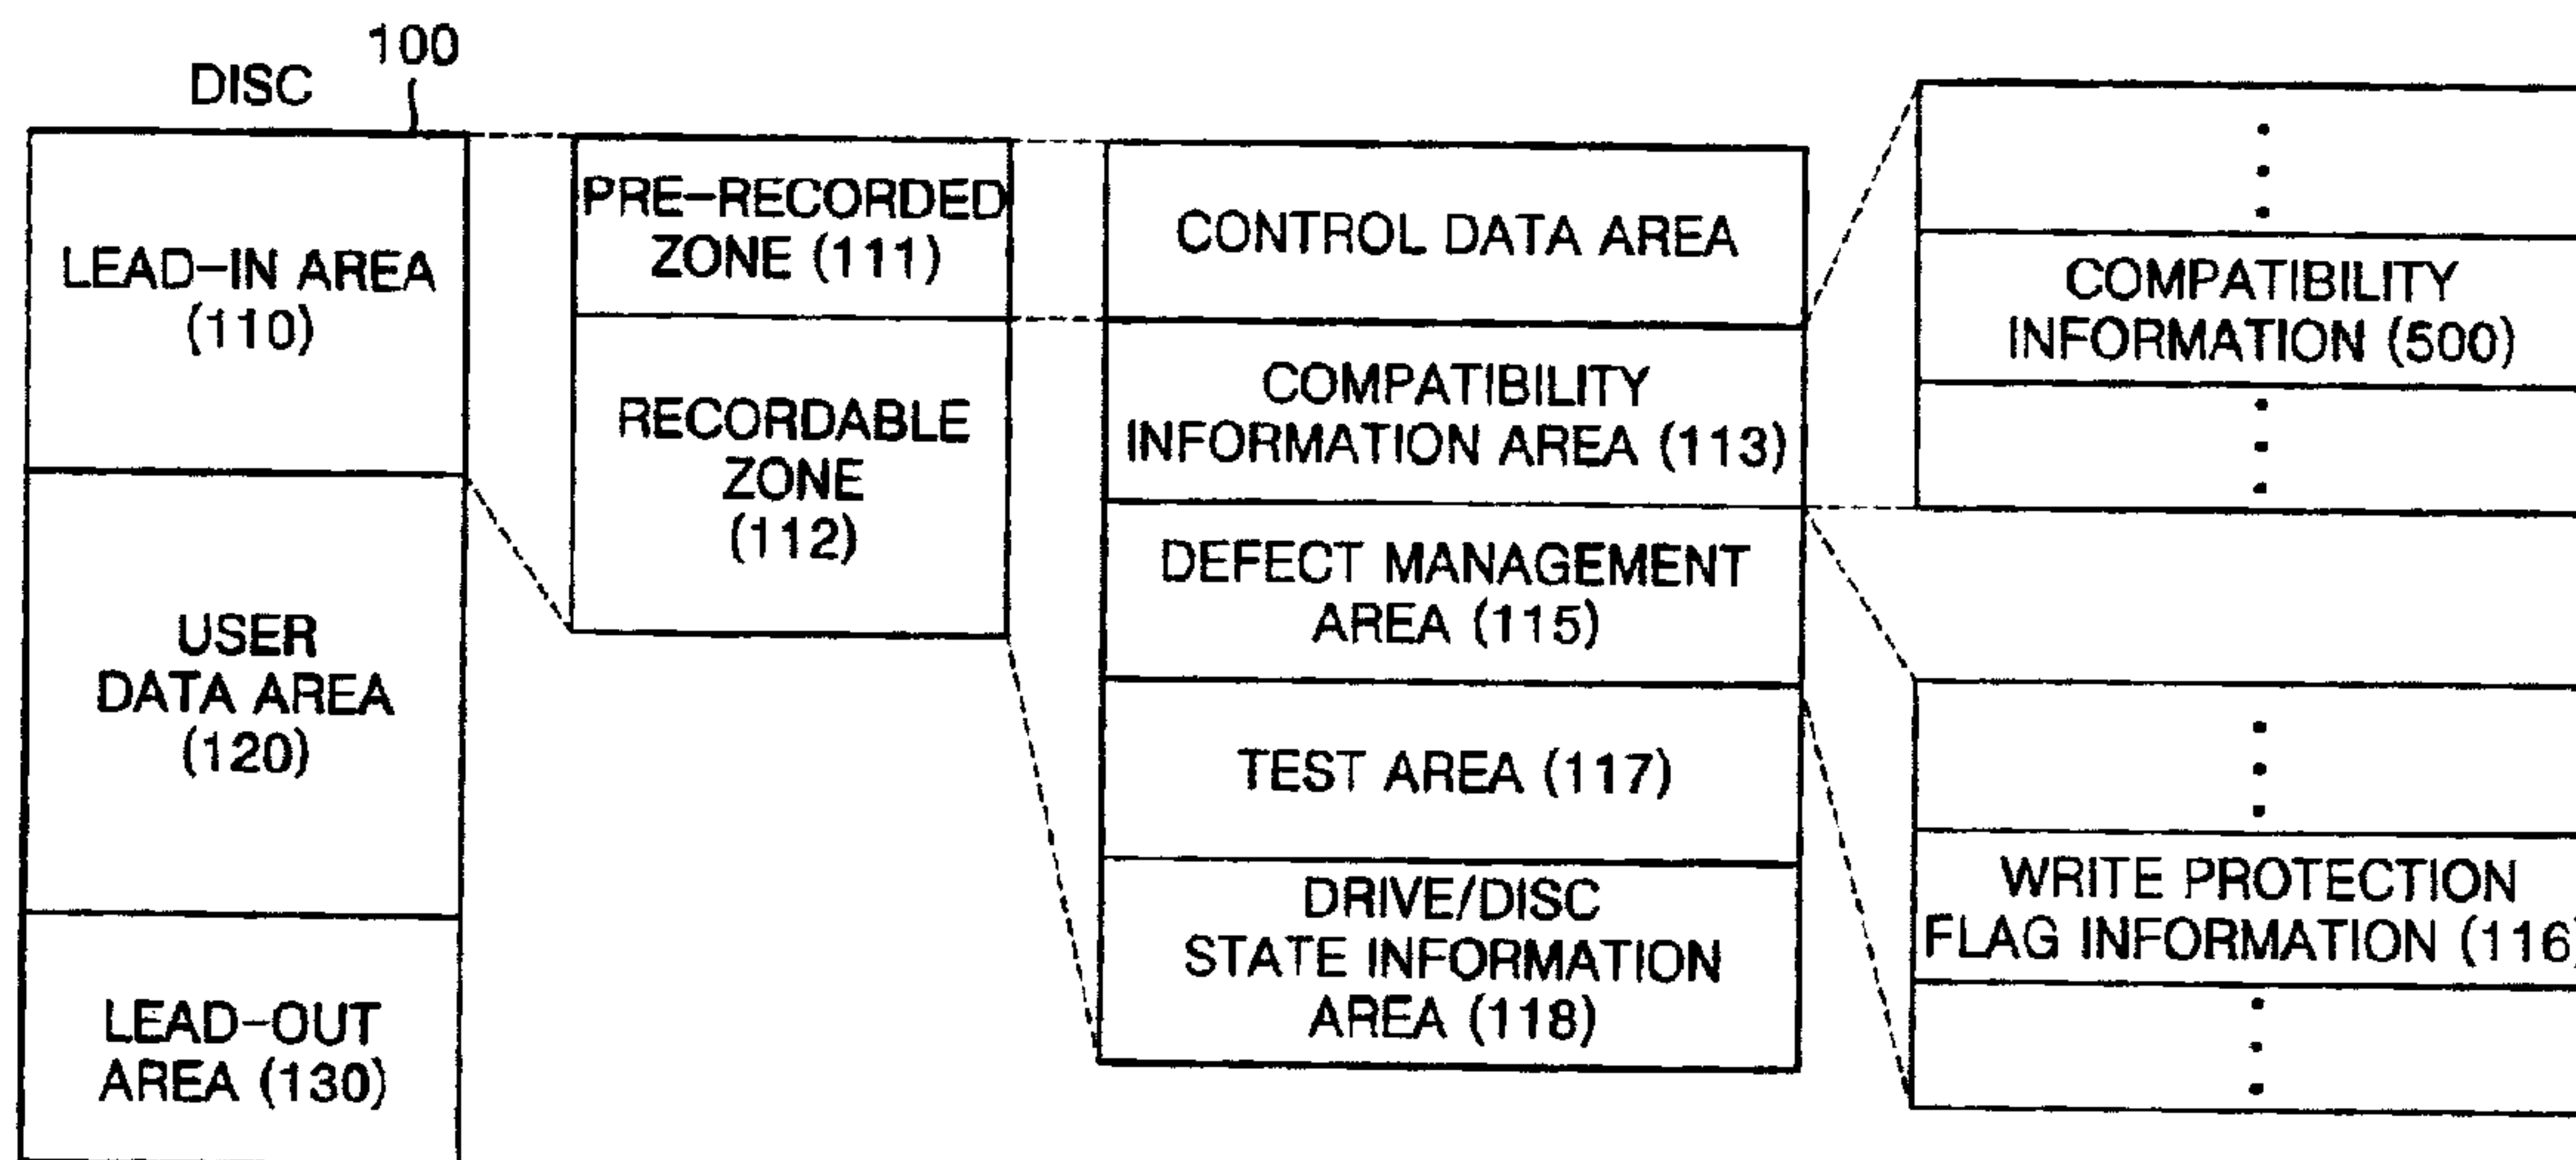 100
DISC
LEAD-IN AREA
(110)
USER
DATA AREA
(120)
LEAD-OUT
AREA (130)
PRE-RECORDED
ZONE (111)
RECORDABLE
ZONE
(112)
CONTROL DATA AREA
COMPATIBILITY
INFORMATION AREA (113)
DEFECT MANAGEMENT
AREA (115)
TEST AREA (117)
DRIVE/DISC
STATE INFORMATION
AREA (118)
COMPATIBILITY
INFORMATION (500)
WRITE PROTECTION
FLAG INFORMATION (116)